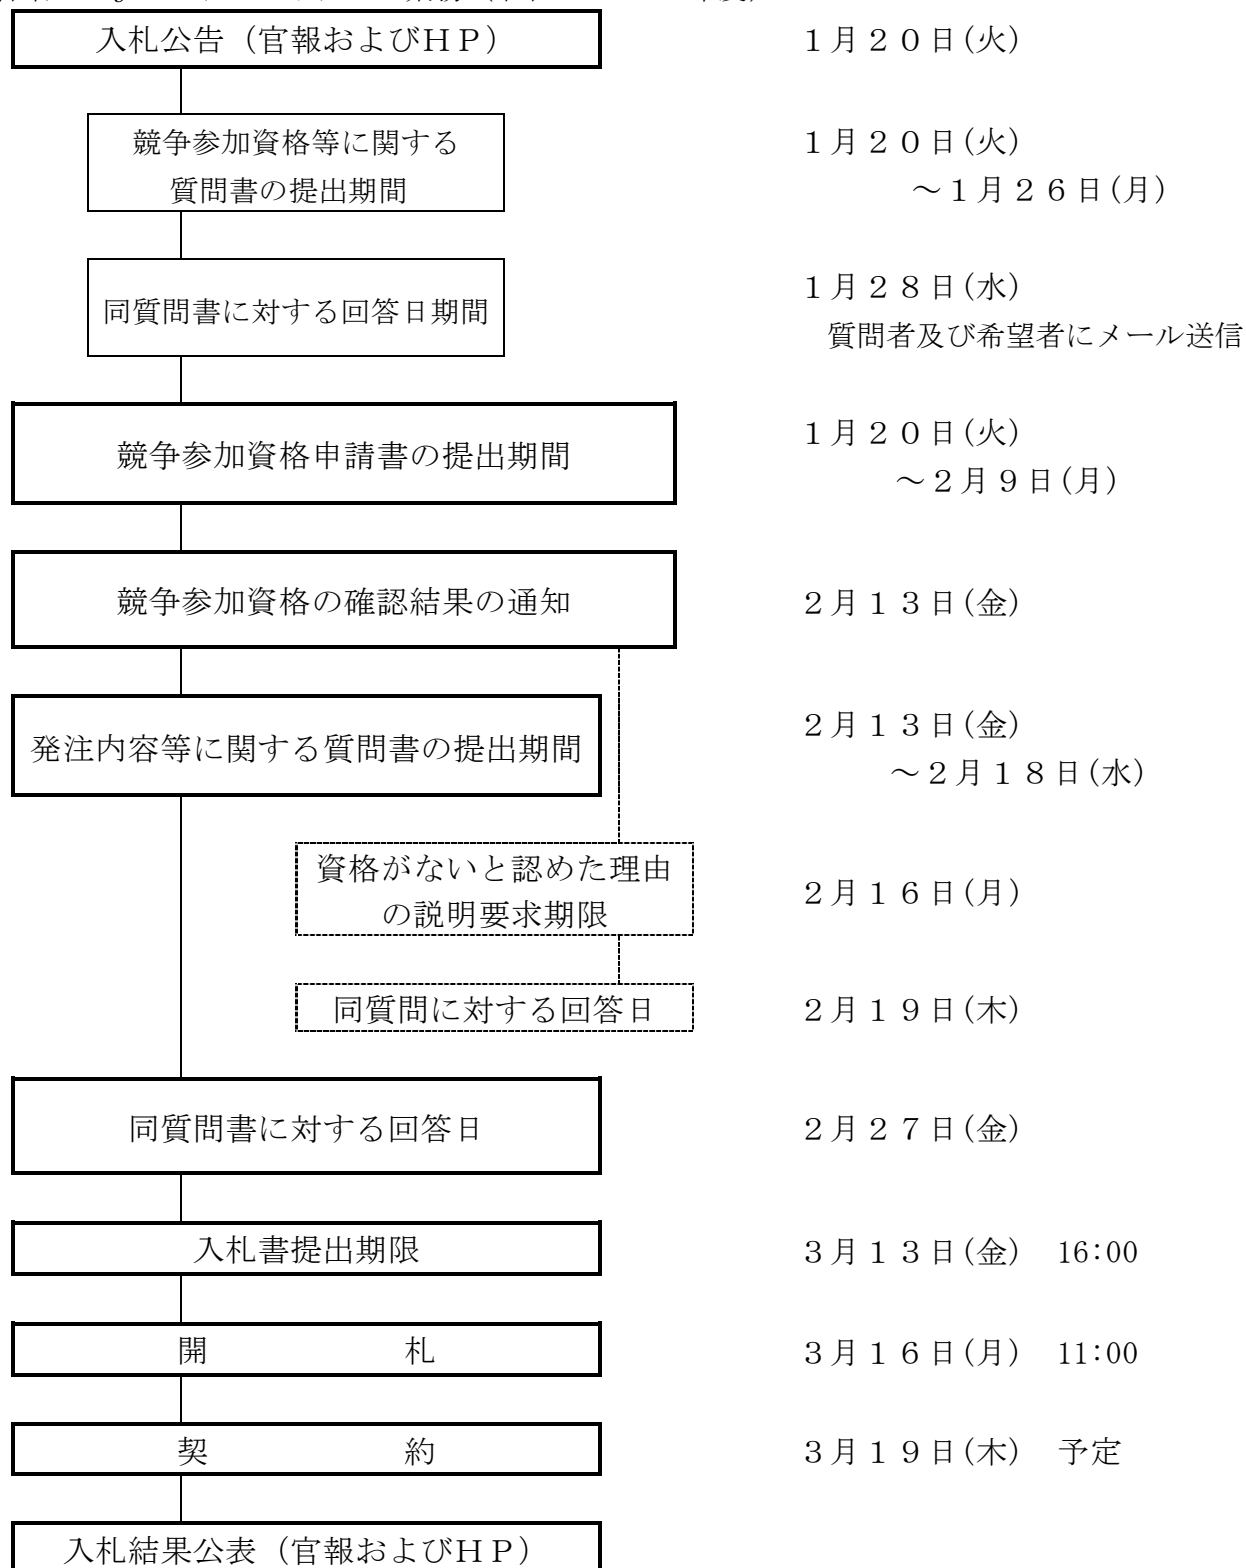 入札公告（官報およびＨＰ）
１月２０日(火)
競争参加資格等に関する
質問書の提出期間
１月２０日(火)
～１月２６日(月)
同質問書に対する回答日期間
１月２８日(水)
質問者及び希望者にメール送信
競争参加資格申請書の提出期間
１月２０日(火)
～２月９日(月)
競争参加資格の確認結果の通知
２月１３日(金)
発注内容等に関する質問書の提出期間
２月１３日(金)
～２月１８日(水)
資格がないと認めた理由
の説明要求期限
２月１６日(月)
同質問に対する回答日
２月１９日(木)
同質問書に対する回答日
２月２７日(金)
入札書提出期限
３月１３日(金)　16:00
開　　　　　　札
３月１６日(月)　11:00
契　　　　　　約
３月１９日(木)　予定
入札結果公表（官報およびＨＰ）